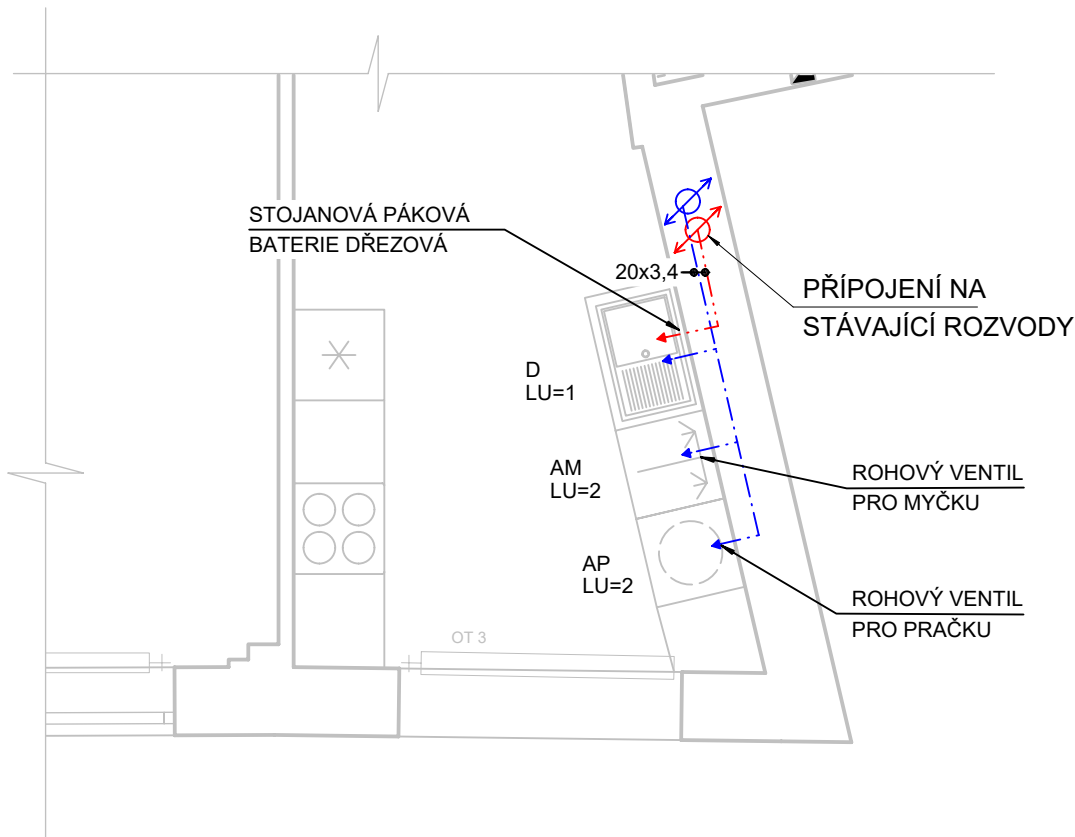 STOJANOVÁ PÁKOVÁ
BATERIE DŘEZOVÁ
20x3,4
PŘÍPOJENÍ NA
STÁVAJÍCÍ ROZVODY
D
LU=1
AM
LU=2
ROHOVÝ VENTIL
PRO MYČKU
AP
LU=2
ROHOVÝ VENTIL
PRO PRAČKU
OT 3